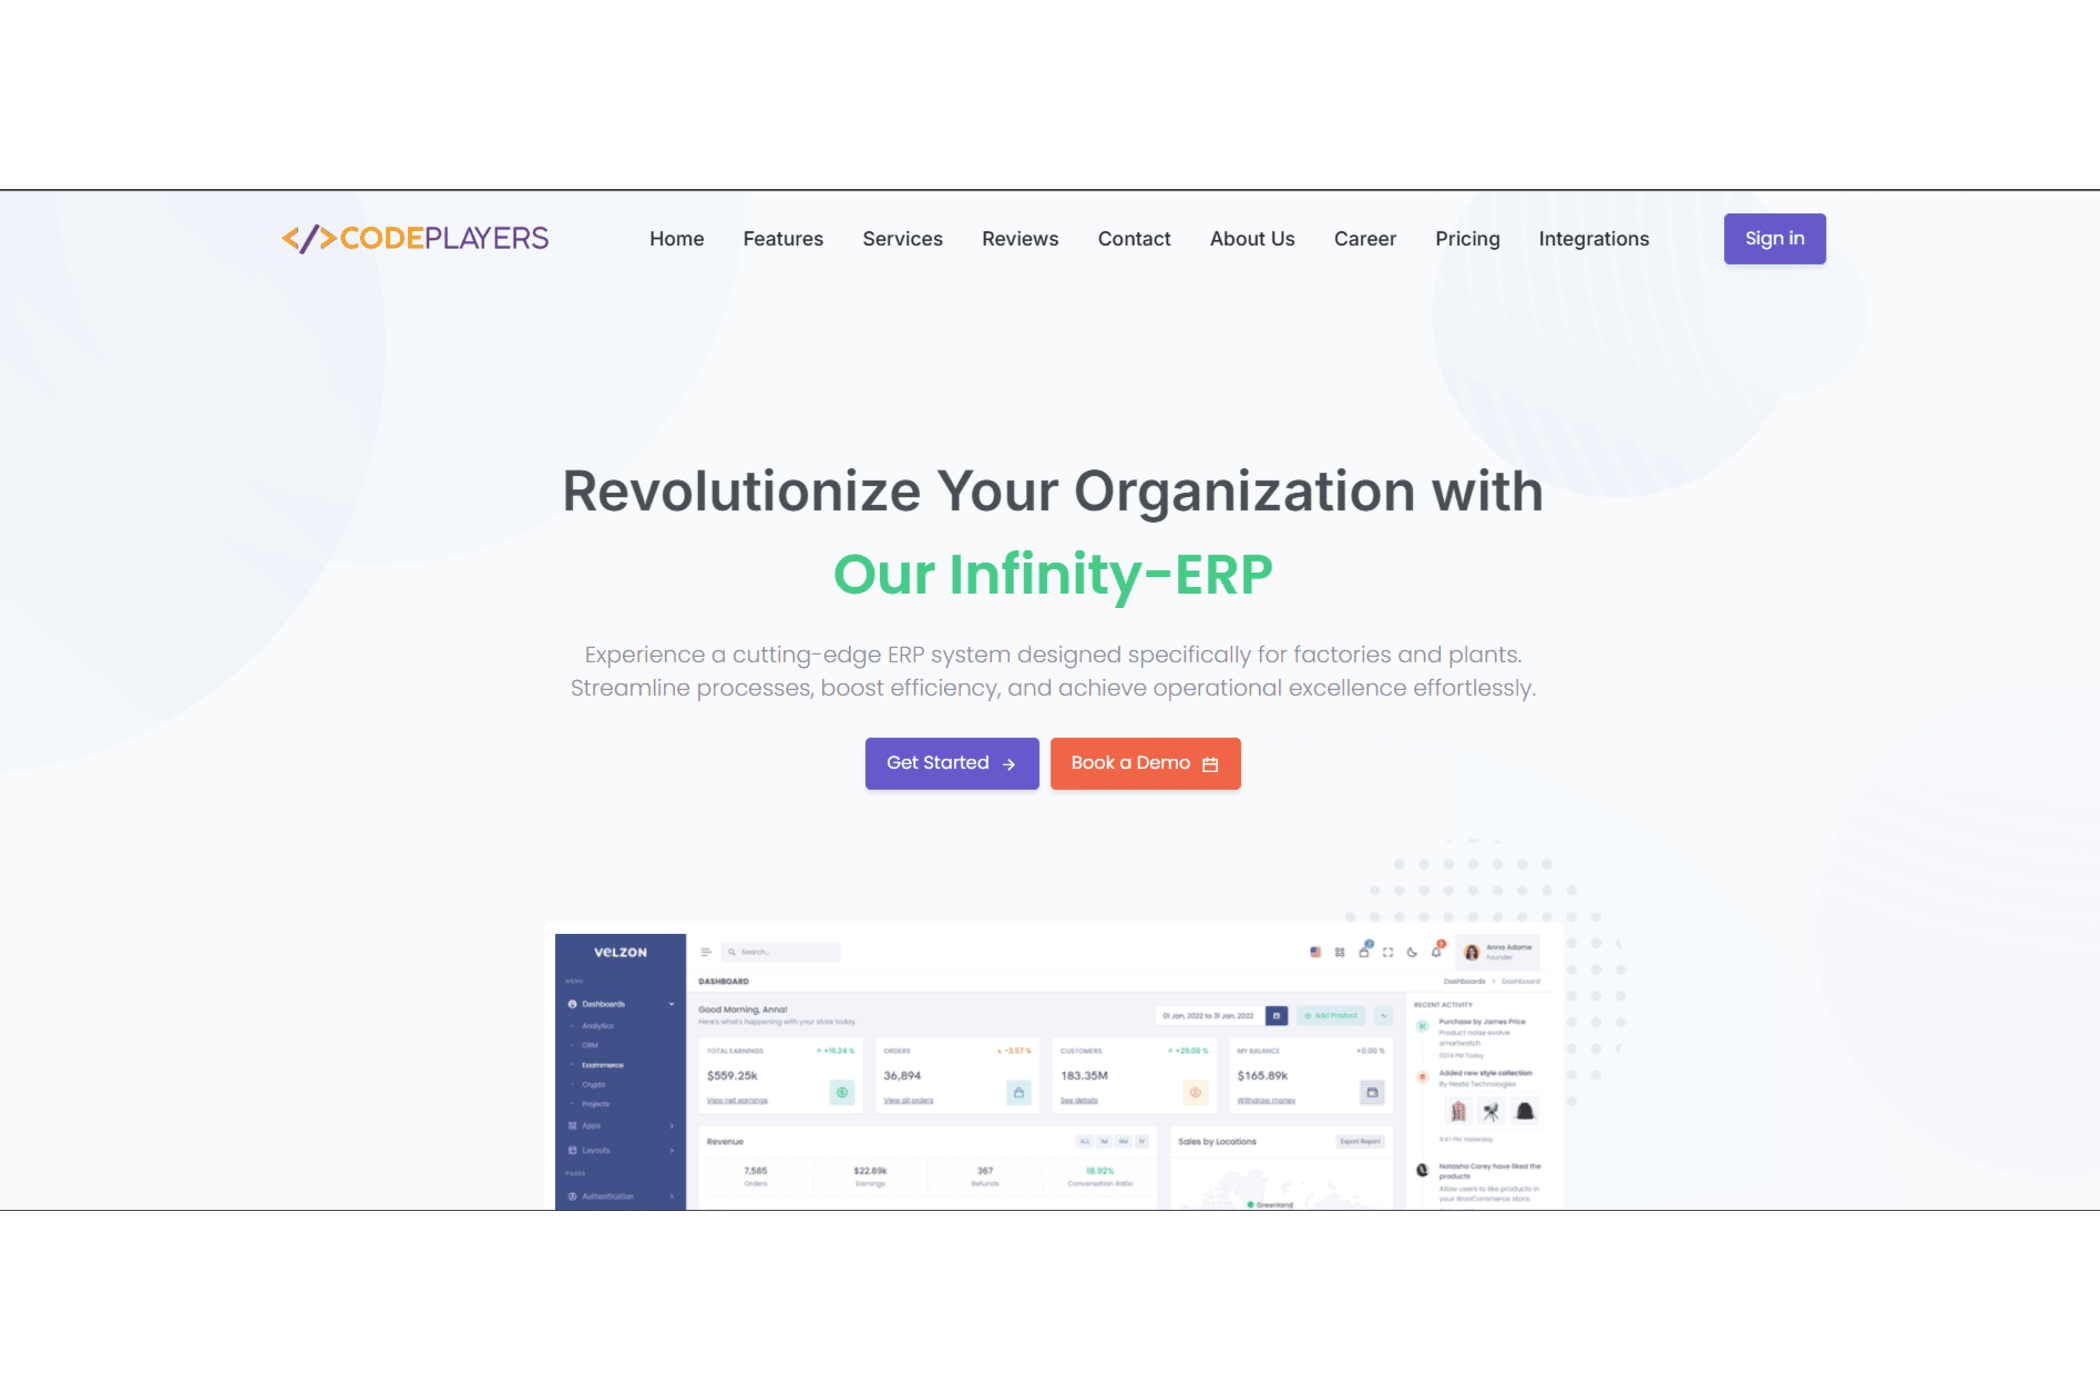 </>CODEPLAYERS
Home Features Services Reviews Contact About Us Career Pricing Integrations Sign in
Revolutionize Your Organization with
Our Infinity-ERP
Experience a cutting-edge ERP system designed specifically for factories and plants.
Streamline processes, boost efficiency, and achieve operational excellence effortlessly.
Get Started →
Book a Demo
VELZON
MENU
Dashboards
Analytics
CRM
Ecommerce
Crypto
Projects
Apps
Layouts
PAGES
Authentication
Search...
Anna Adame
Founder
DASHBOARD
Dashboards > Dashboard
Good Morning, Anna!
Here's what's happening with your store today.
01 Jan, 2022 to 31 Jan, 2022
Add Product
TOTAL EARNINGS +16.24 %
$559.25k
View net earnings
ORDERS -3.57 %
36,894
View all orders
CUSTOMERS +29.08 %
183.35M
See details
MY BALANCE +0.00 %
$165.89k
Withdraw money
Revenue
ALL 1M 6M 1Y
7,585
Orders
$22.89k
Earnings
367
Refunds
18.92%
Conversation Ratio
Sales by Locations
Export Report
Greenland
RECENT ACTIVITY
Purchase by James Price
Product noise evolve
smartwatch
02:14 PM Today
Added new style collection
By Nesta Technologies
9:47 PM Yesterday
Natasha Carey have liked the
products
Allow users to like products in
your WooCommerce store.